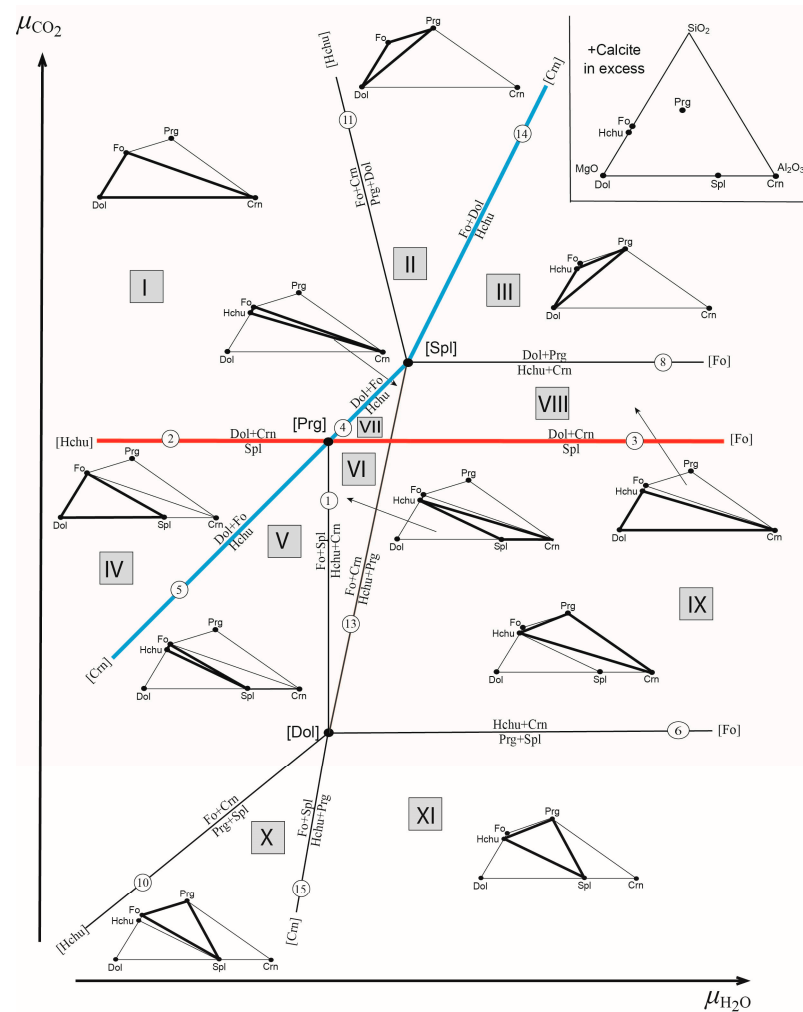 μCO2
[Hchu]
Fo
Prg
Dol
Crn
[Crn]
+Calcite
in excess
SiO2
Prg
Fo
Hchu
MgO
Al2O3
Dol
Spl
Crn
11
14
Fo+Crn
Prg+Dol
Fo+Dol
Hchu
Fo
Prg
Dol
Crn
I
II
III
Prg
Fo
Hchu
Dol
Crn
Prg
Fo
Hchu
Dol
Crn
[Spl]
Dol+Prg
Hchu+Crn
8
[Fo]
Dol+Fo
Hchu
4
[Prg]
VII
VIII
[Hchu]
2
Dol+Crn
Spl
Dol+Crn
Spl
3
[Fo]
VI
Prg
Fo
Dol
Spl
Crn
1
Fo+Spl
Hchu+Crn
Prg
Fo
Hchu
Dol
Spl
Crn
Prg
Fo
Hchu
Dol
Crn
Dol+Fo
Hchu
IV
V
5
Fo+Crn
Hchu+Prg
13
IX
[Crn]
Prg
Fo
Hchu
Dol
Spl
Crn
Prg
Fo
Hchu
Dol
Spl
Crn
[Dol]
Hchu+Crn
Prg+Spl
6
[Fo]
Fo+Crn
Prg+Spl
X
Fo+Spl
Hchu+Prg
XI
10
15
[Hchu]
[Crn]
Prg
Fo
Hchu
Dol
Spl
Crn
Prg
Fo
Hchu
Dol
Spl
Crn
μH2O